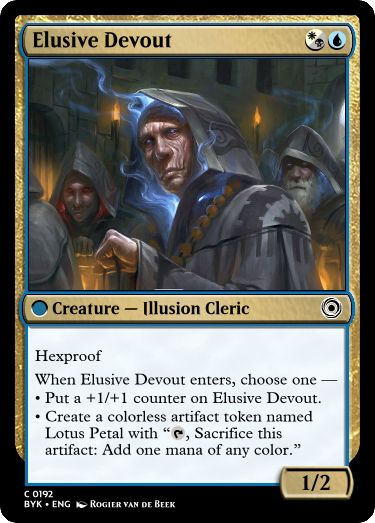 Elusive Devout
Creature — Illusion Cleric
Hexproof
When Elusive Devout enters, choose one —
• Put a +1/+1 counter on Elusive Devout.
• Create a colorless artifact token named
Lotus Petal with “, Sacrifice this
artifact: Add one mana of any color.”
1/2
C 0192
BYK • ENG Rogier van de Beek